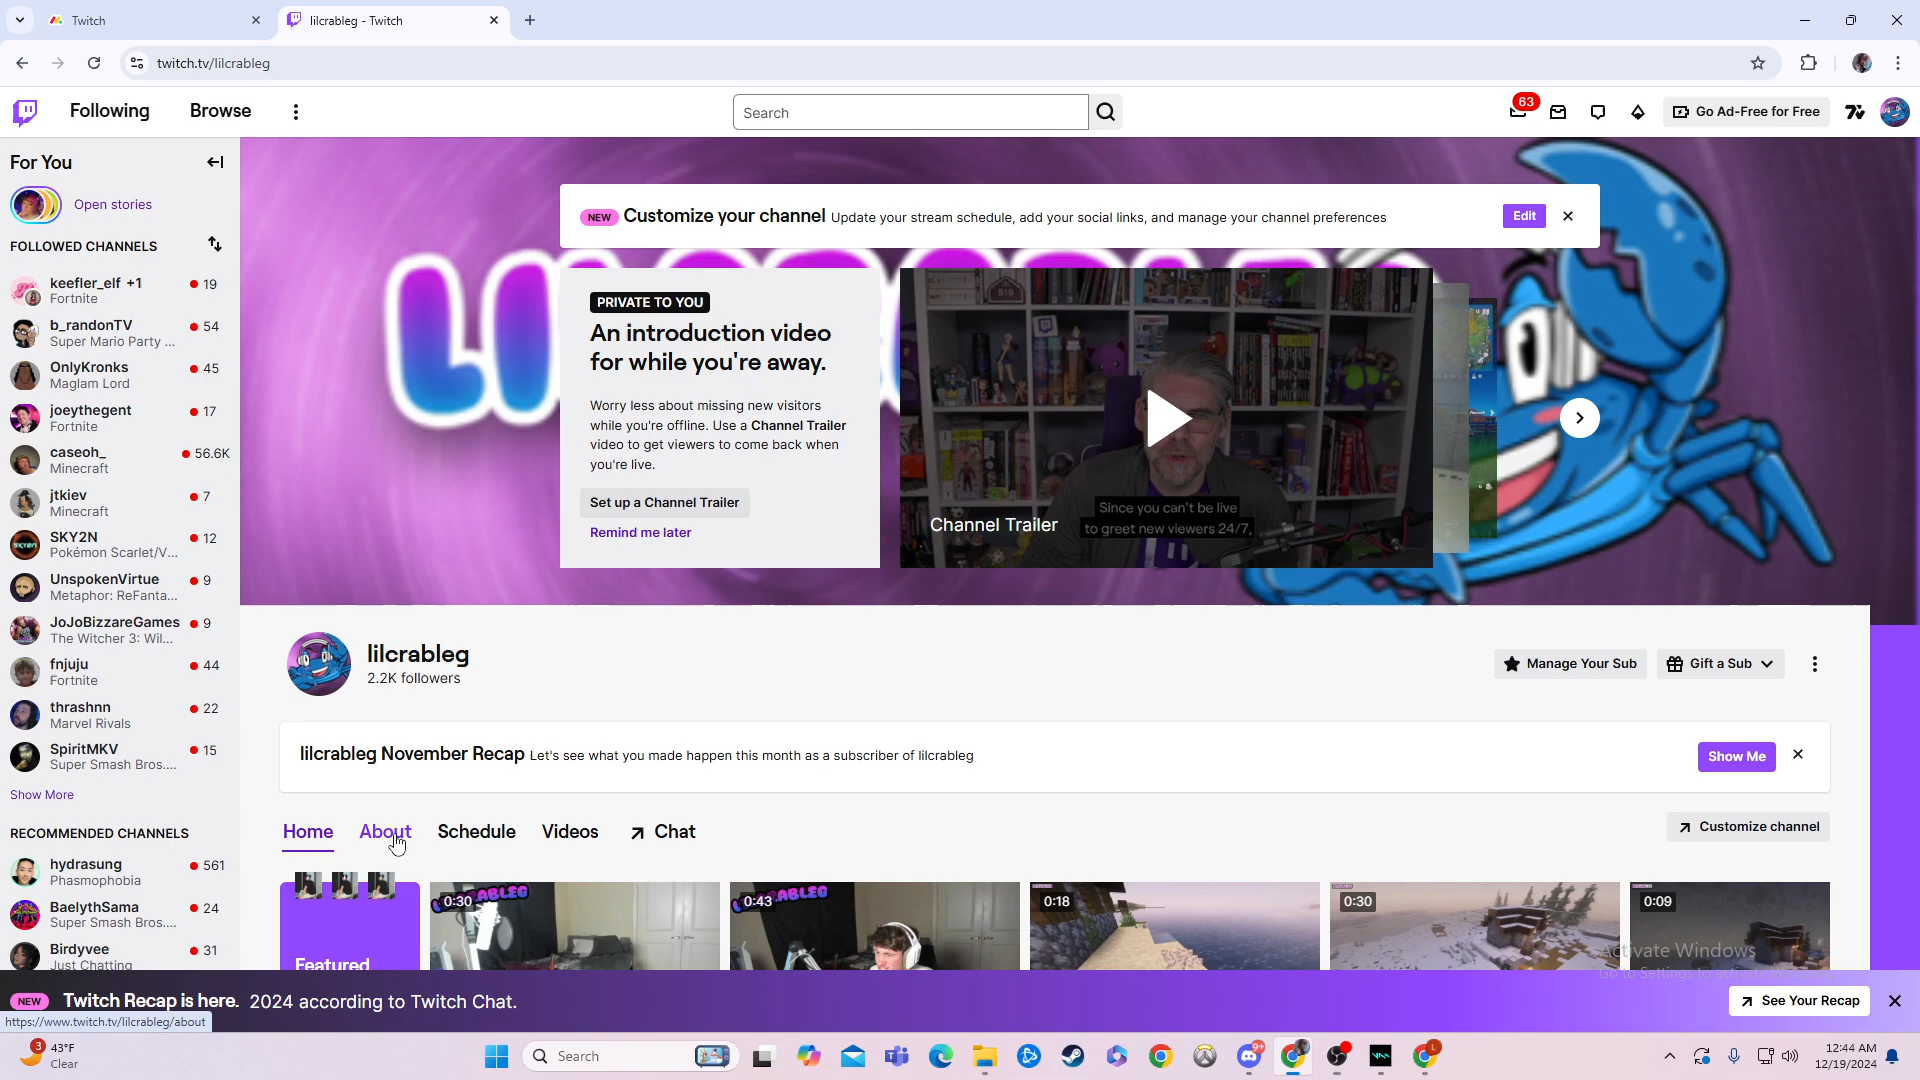 Twitch
lilcrableg - Twitch
twitch.tv/lilcrableg
Following
Browse
Search
63
Go Ad-Free for Free
For You
Open stories
FOLLOWED CHANNELS
keefler_elf +1
19
Fortnite
b_randonTV
54
Super Mario Party ...
OnlyKronks
45
Maglam Lord
joeythegent
17
Fortnite
caseoh_
56.6K
Minecraft
jtkiev
7
Minecraft
SKY2N
12
Pokémon Scarlet/V...
UnspokenVirtue
9
Metaphor: ReFanta...
JoJoBizzareGames
9
The Witcher 3: Wil...
fnjuju
44
Fortnite
thrashnn
22
Marvel Rivals
SpiritMKV
15
Super Smash Bros....
Show More
RECOMMENDED CHANNELS
hydrasung
561
Phasmophobia
BaelythSama
24
Super Smash Bros....
Birdyvee
31
Just Chatting
NEW Customize your channel Update your stream schedule, add your social links, and manage your channel preferences
Edit
PRIVATE TO YOU
An introduction video
for while you're away.
Worry less about missing new visitors
while you're offline. Use a Channel Trailer
video to get viewers to come back when
you're live.
Set up a Channel Trailer
Remind me later
Since you can't be live
to greet new viewers 24/7,
Channel Trailer
lilcrableg
2.2K followers
Manage Your Sub
Gift a Sub
lilcrableg November Recap Let's see what you made happen this month as a subscriber of lilcrableg
Show Me
Home
About
Schedule
Videos
Chat
Customize channel
Featured
0:30
0:43
0:18
0:30
0:09
Activate Windows
NEW Twitch Recap is here. 2024 according to Twitch Chat.
See Your Recap
https://www.twitch.tv/lilcrableg/about
3
43°F
Clear
Search
9+
12:44 AM
12/19/2024